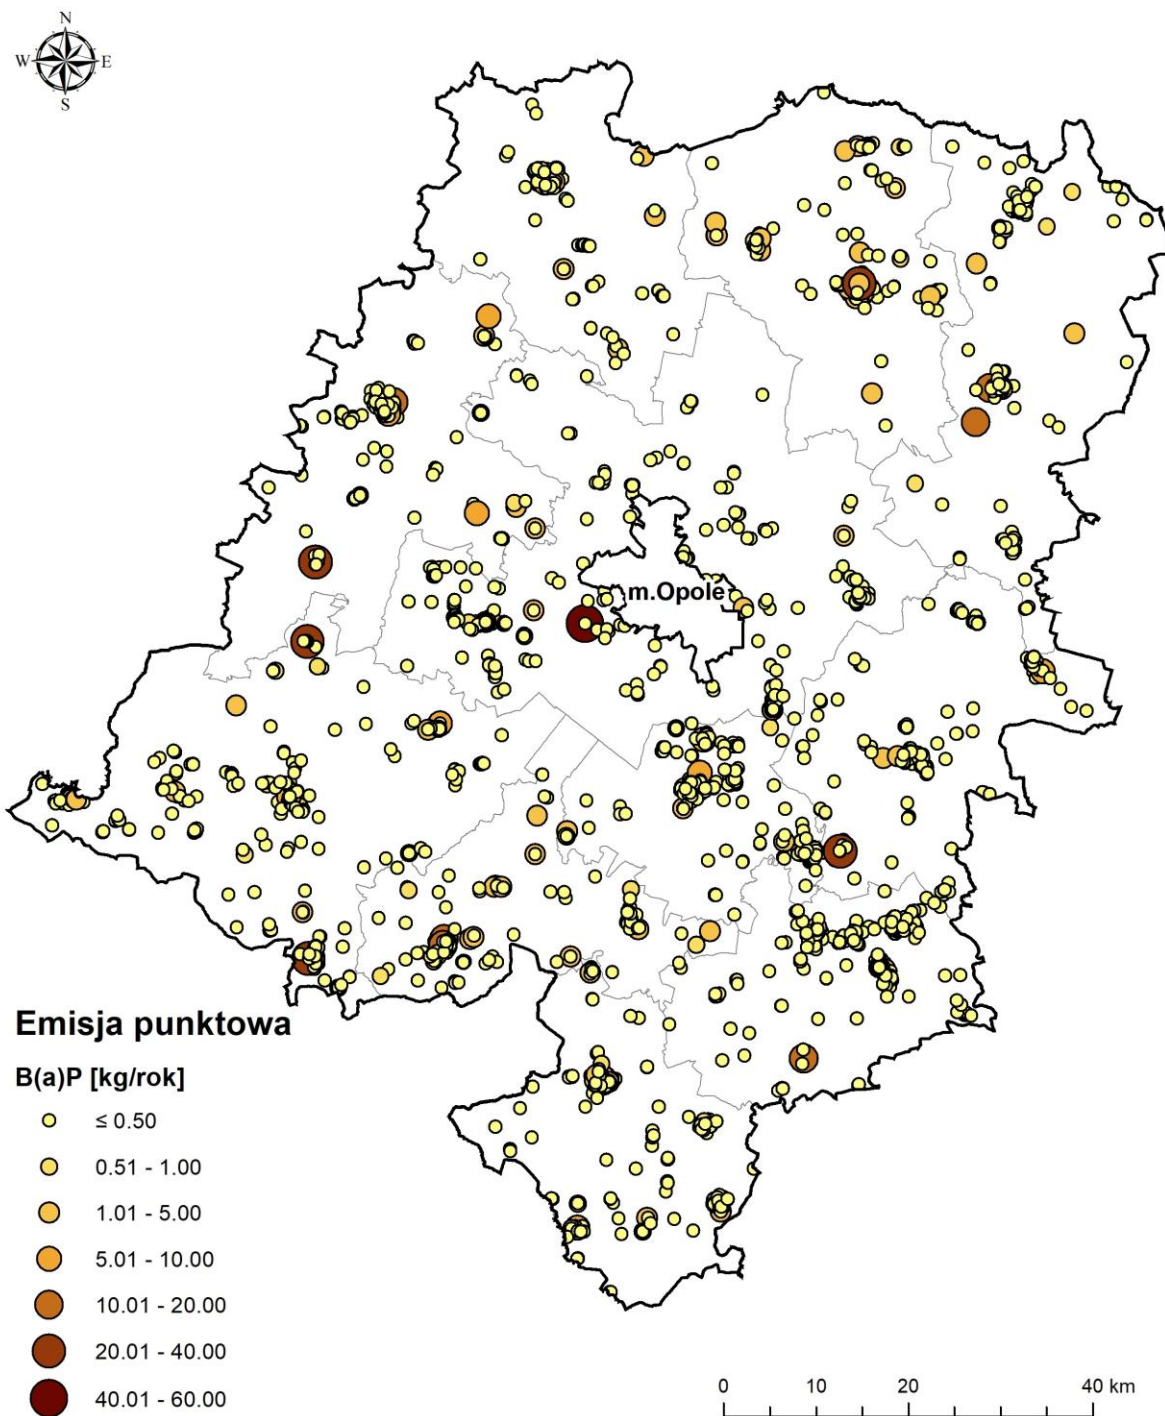 N
W E
S
m.Opole
Emisja punktowa
B(a)P [kg/rok]
≤ 0.50
0.51 - 1.00
1.01 - 5.00
5.01 - 10.00
10.01 - 20.00
20.01 - 40.00
40.01 - 60.00
0 10 20 40 km